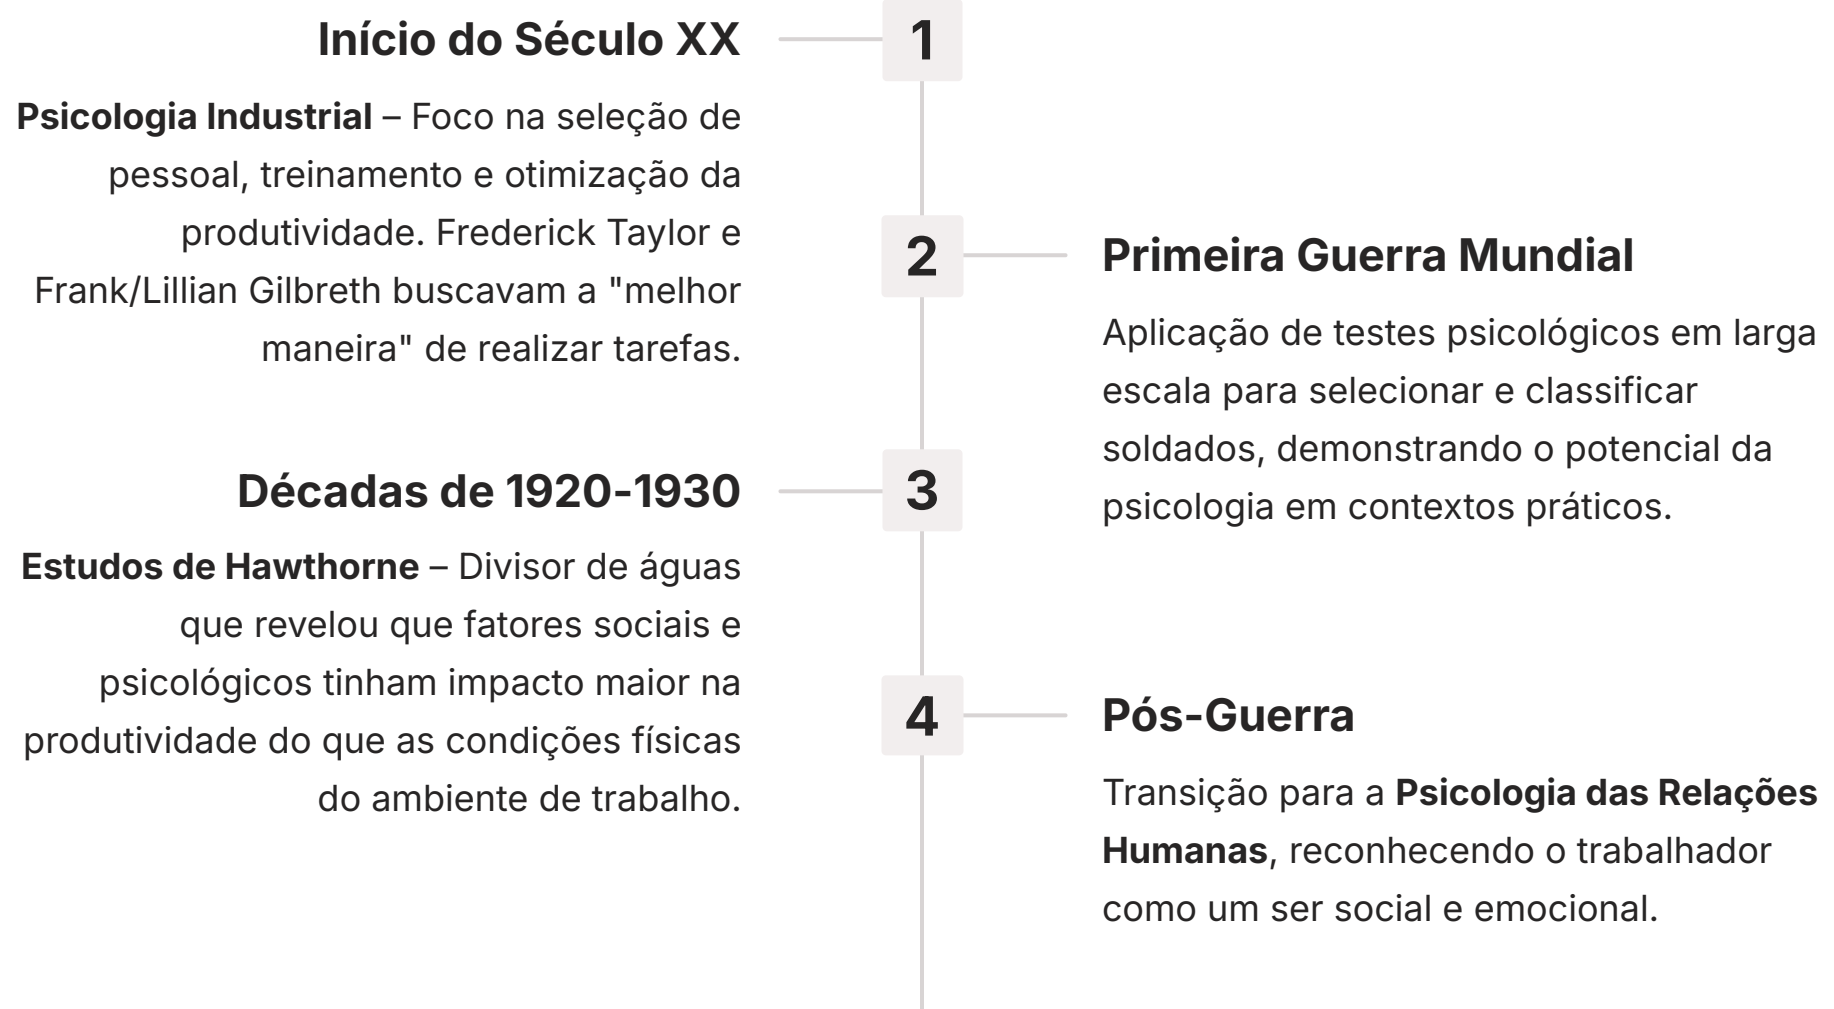 Início do Século XX
1
Psicologia Industrial – Foco na seleção de
pessoal, treinamento e otimização da
produtividade. Frederick Taylor e
Frank/Lillian Gilbreth buscavam a "melhor
maneira" de realizar tarefas.
2
Primeira Guerra Mundial
Aplicação de testes psicológicos em larga
escala para selecionar e classificar
soldados, demonstrando o potencial da
psicologia em contextos práticos.
Décadas de 1920-1930
3
Estudos de Hawthorne – Divisor de águas
que revelou que fatores sociais e
psicológicos tinham impacto maior na
produtividade do que as condições físicas
do ambiente de trabalho.
4
Pós-Guerra
Transição para a Psicologia das Relações
Humanas, reconhecendo o trabalhador
como um ser social e emocional.